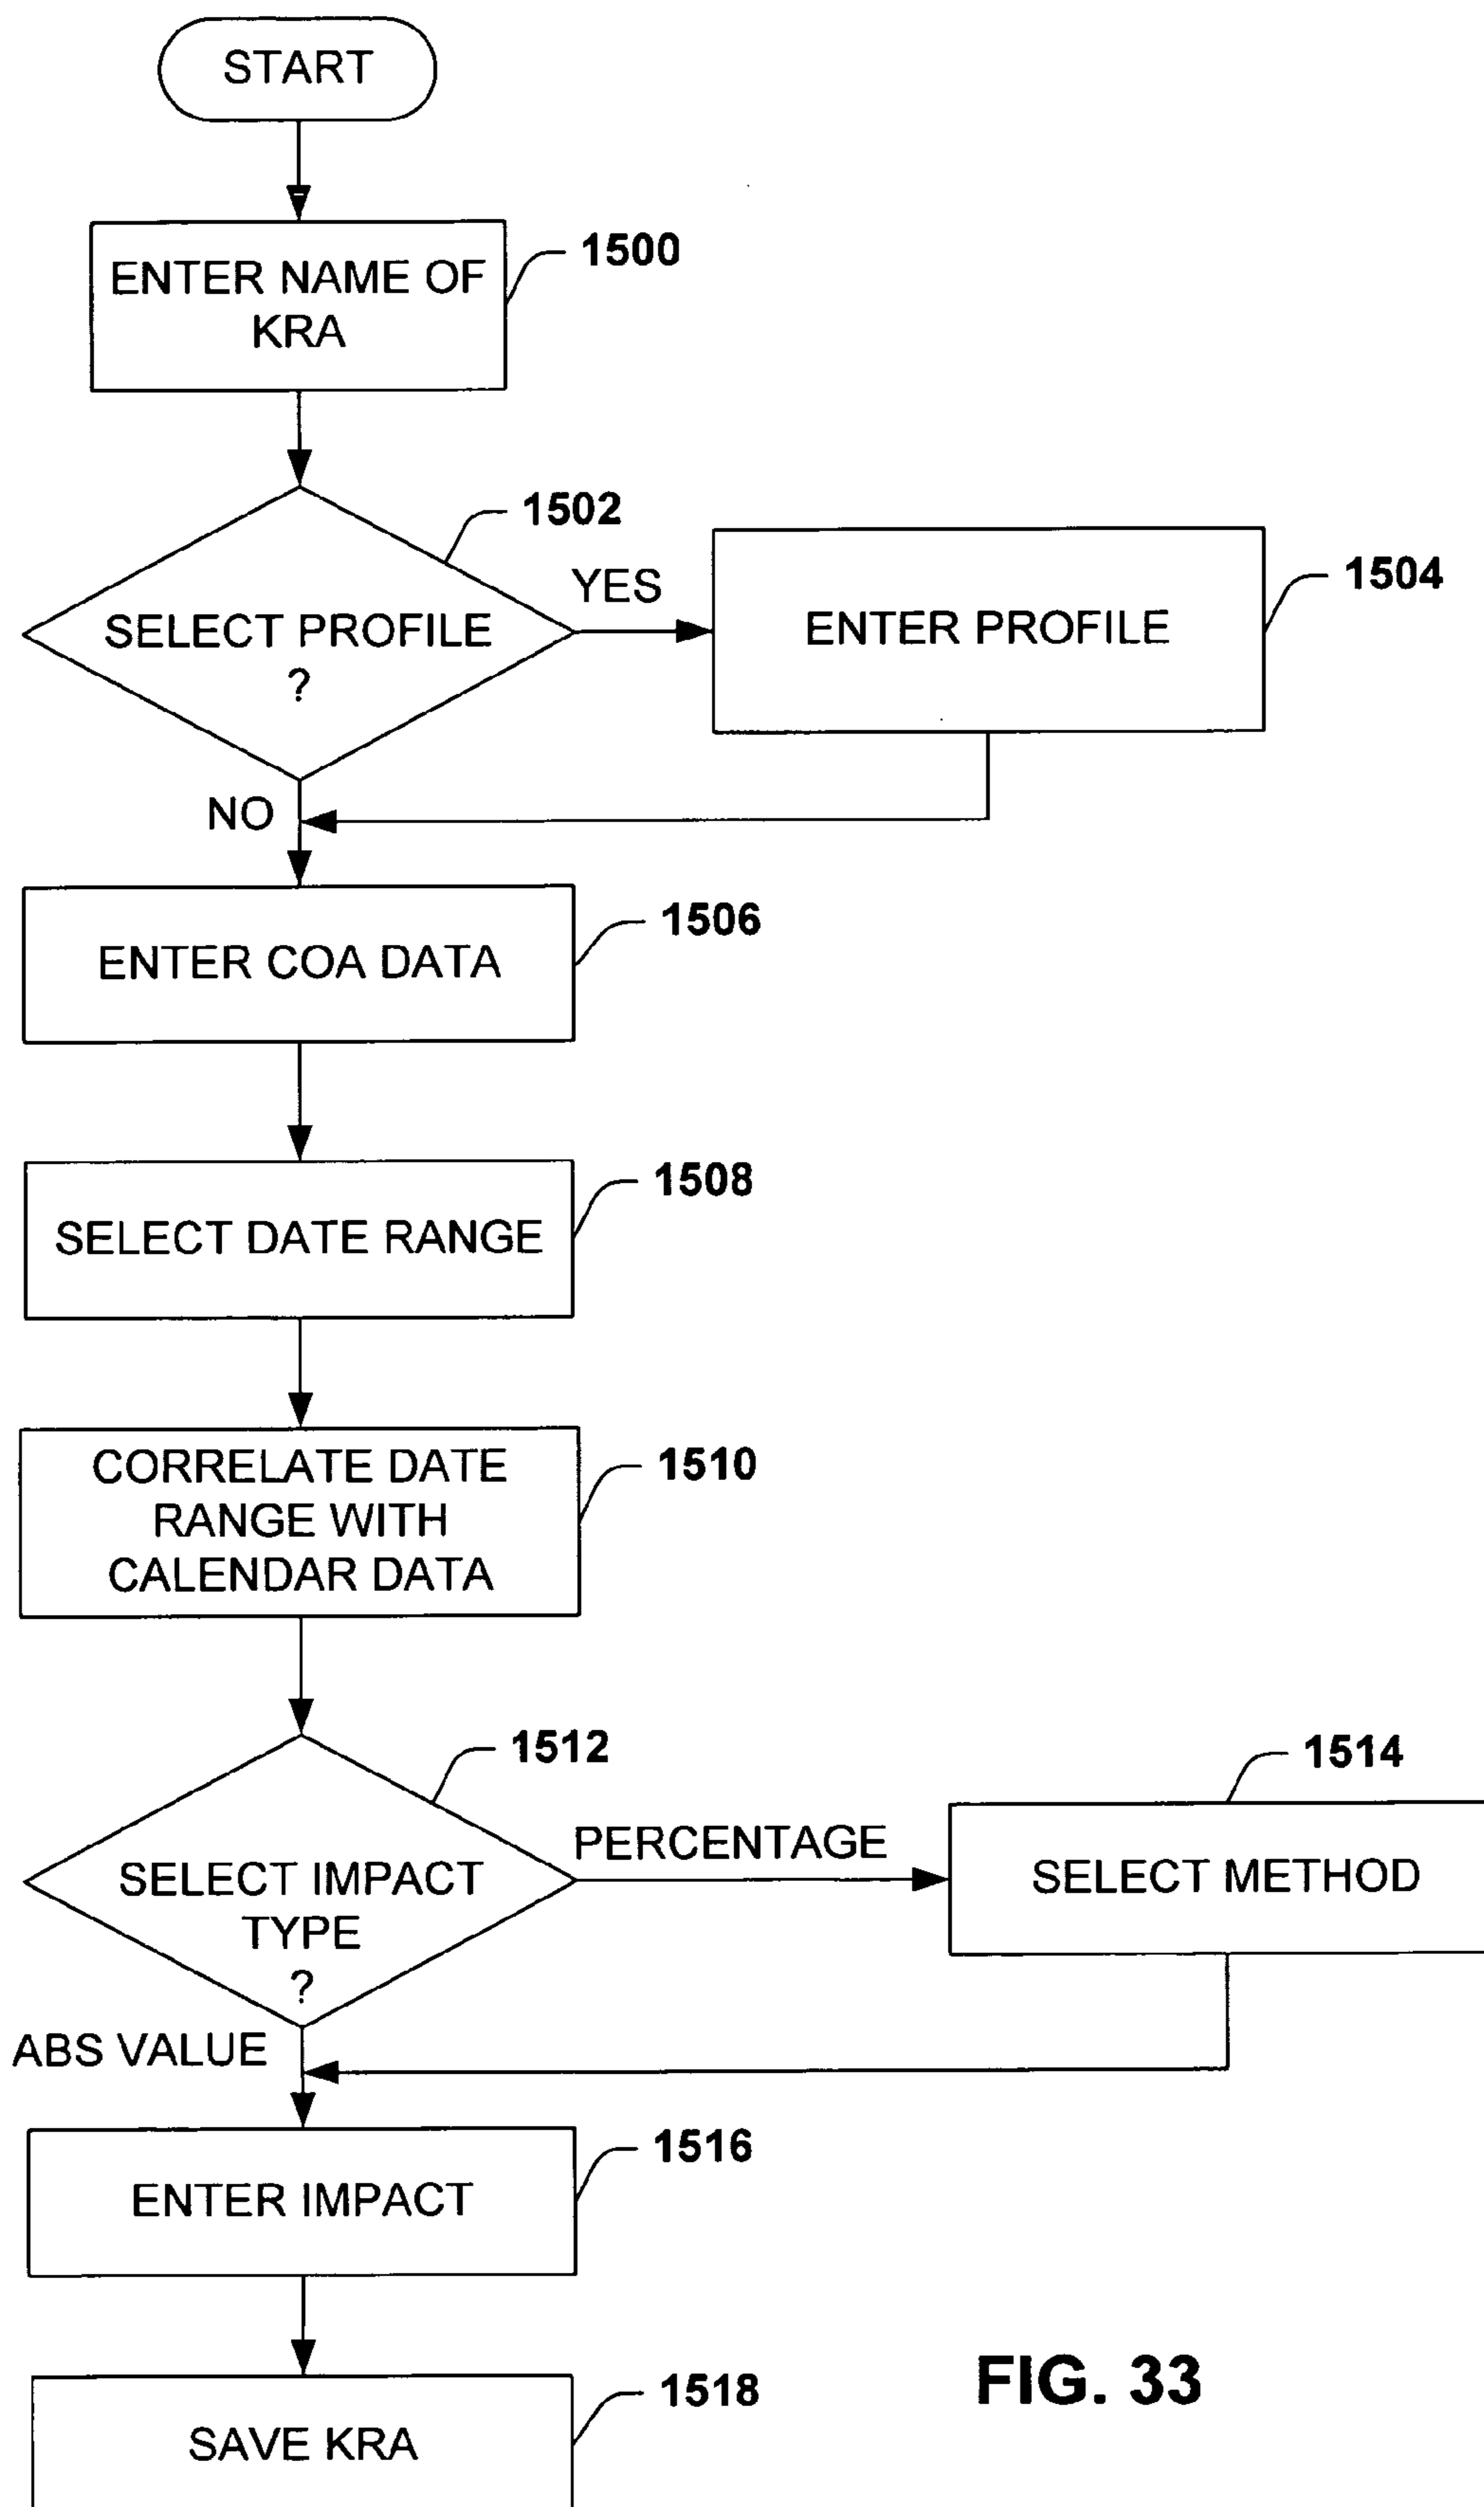 START
ENTER NAME OF
KRA
1500
1502
SELECT PROFILE
?
YES
ENTER PROFILE
1504
NO
ENTER COA DATA
1506
SELECT DATE RANGE
1508
CORRELATE DATE
RANGE WITH
CALENDAR DATA
1510
1512
SELECT IMPACT
TYPE
?
PERCENTAGE
1514
SELECT METHOD
ABS VALUE
ENTER IMPACT
1516
SAVE KRA
1518
FIG. 33